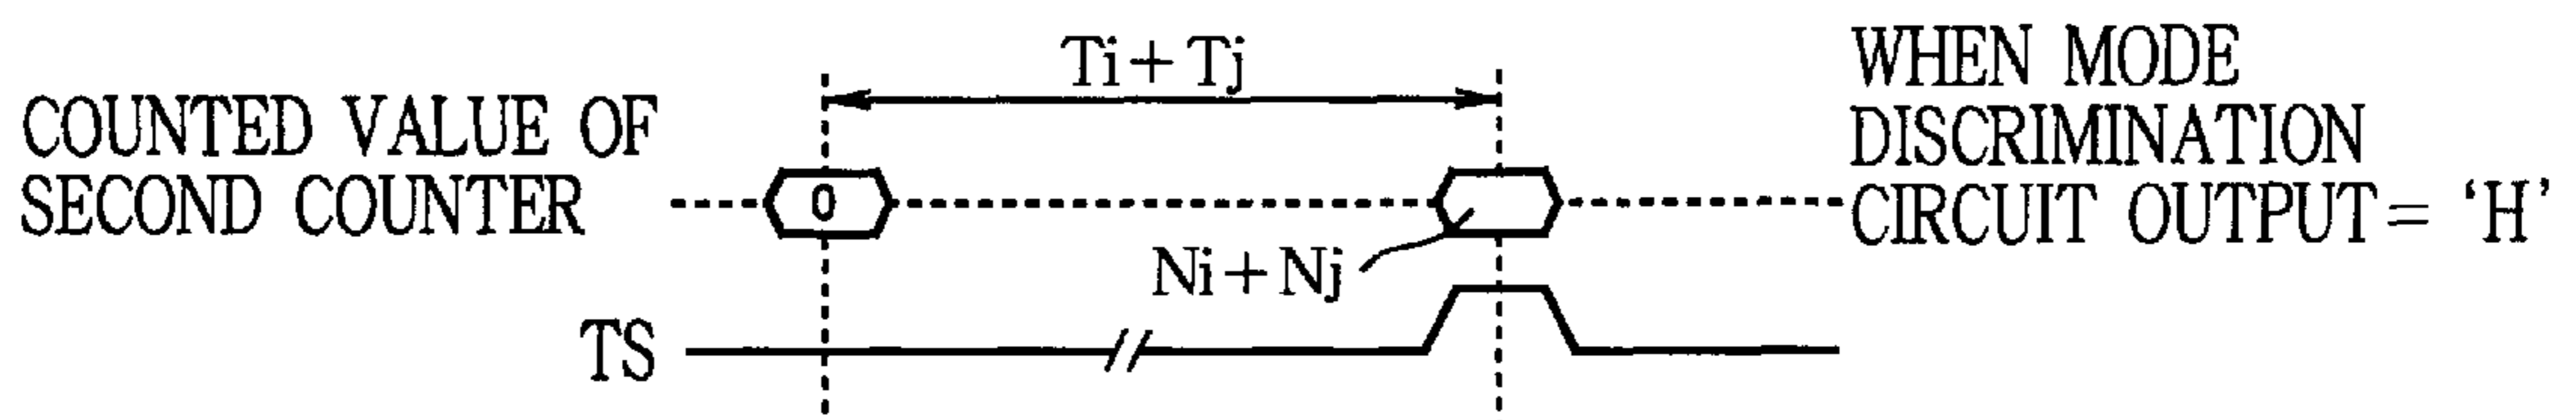 Ti+Tj
COUNTED VALUE OF
SECOND COUNTER
0
Ni+Nj
WHEN MODE
DISCRIMINATION
CIRCUIT OUTPUT= ‘H’
TS